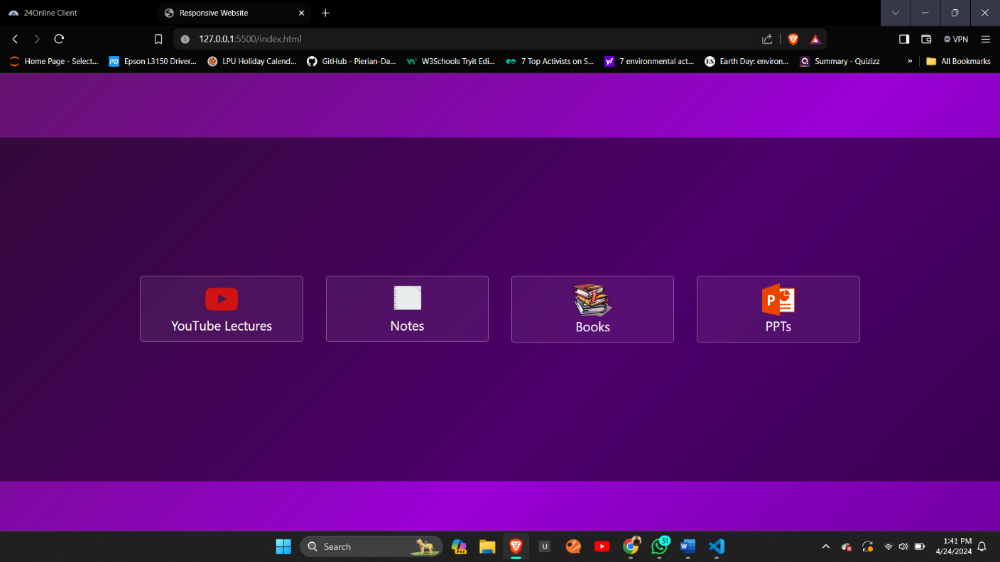 24Online Client
Responsive Website
127.0.0.1:5500/index.html
VPN
Home Page - Select...
PD
Epson L3150 Driver...
LPU Holiday Calend...
GitHub - Pierian-Da...
W3Schools Tryit Edi...
7 Top Activists on S...
y!
7 environmental act...
ES
Earth Day: environ...
Summary - Quizizz
»
All Bookmarks
YouTube Lectures
Notes
Books
P
PPTs
Search
PRE
U
51
W
1:41 PM
4/24/2024